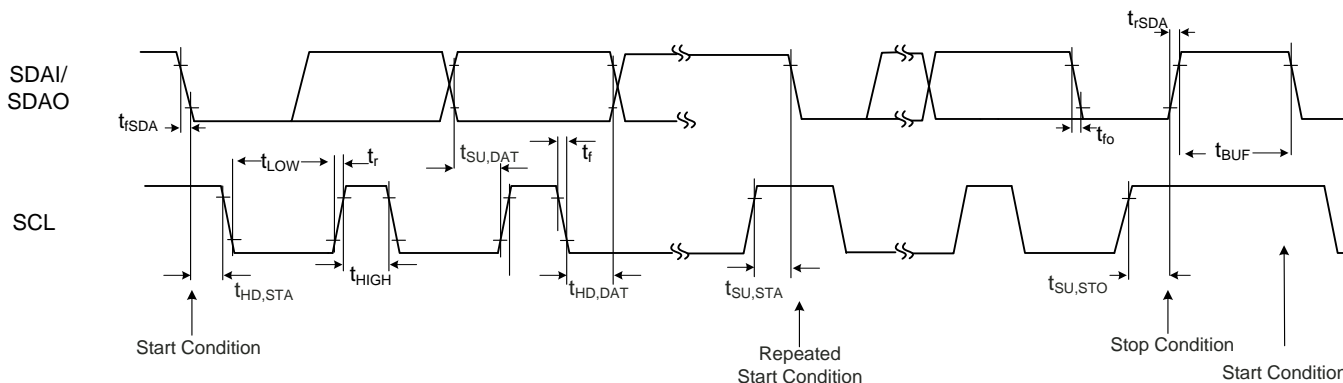 t_rSDA
SDAI/
SDAO
t_fSDA
t_LOW
t_r
t_SU,DAT
t_f
t_fo
t_BUF
SCL
t_HD,STA
t_HIGH
t_HD,DAT
t_SU,STA
t_SU,STO
Start Condition
Repeated
Start Condition
Stop Condition
Start Condition